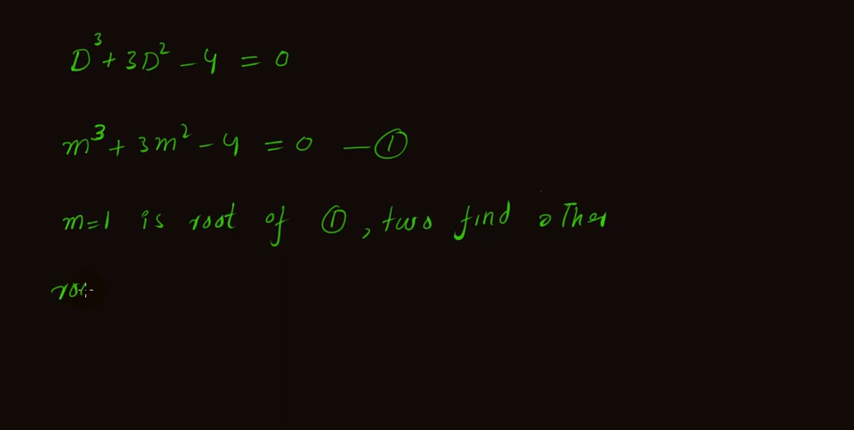 D³ + 3D² - 4 = 0
m³ + 3m² - 4 = 0 — ①
m=1 is root of ①, two find other